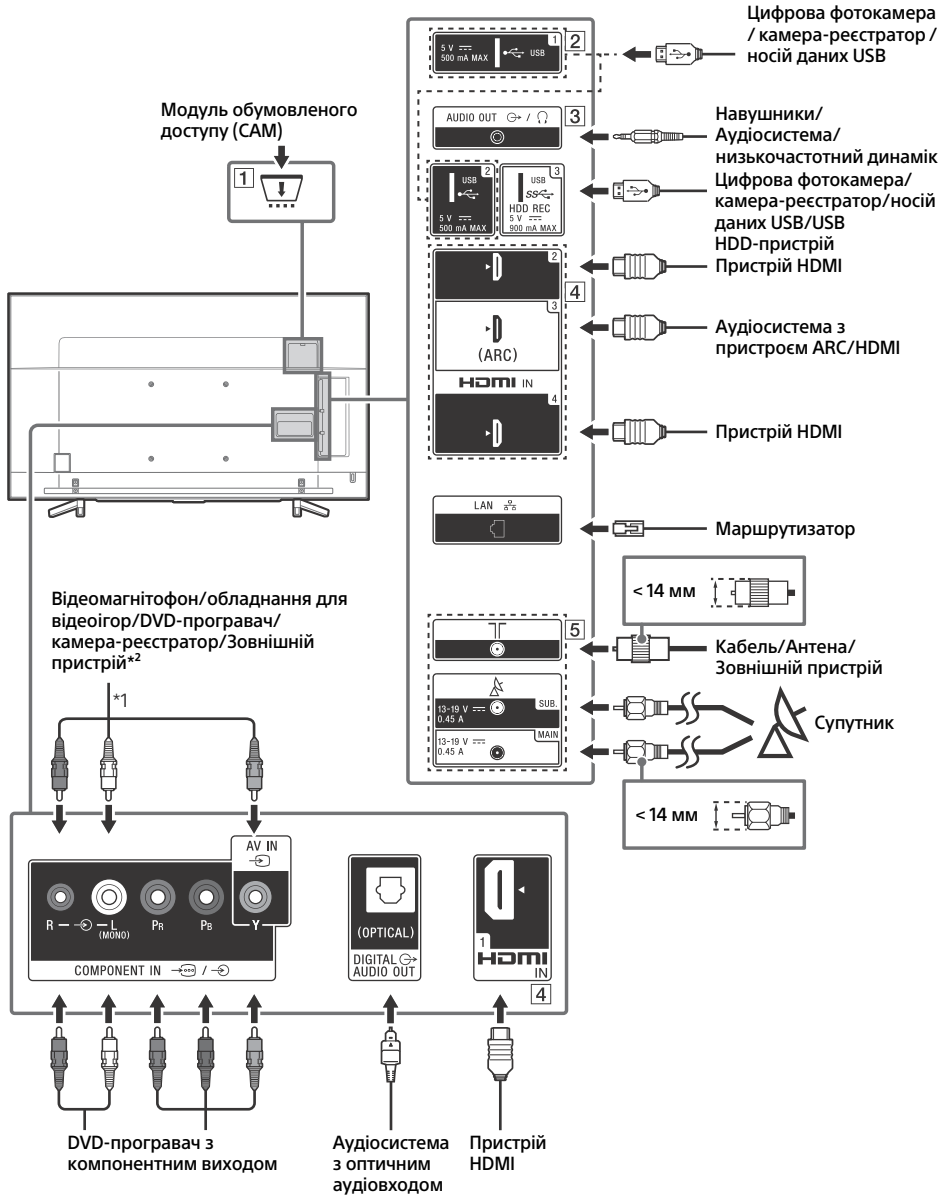 Цифрова фотокамера
/ камера-реєстратор /
носій даних USB
5 V
500 mA MAX
USB
1
2
Модуль обумовленого
доступу (CAM)
1
AUDIO OUT /
3
Навушники/
Аудіосистема/
низькочастотний динамік
USB
2
5 V
500 mA MAX
USB
3
SS
HDD REC
5 V
900 mA MAX
Цифрова фотокамера/
камера-реєстратор/носій
даних USB/USB
HDD-пристрій
2
4
Пристрій HDMI
3
(ARC)
Аудіосистема з
пристроєм ARC/HDMI
HDMI IN
4
Пристрій HDMI
LAN
Маршрутизатор
< 14 мм
5
Кабель/Антена/
Зовнішній пристрій
13-19 V
0.45 A
SUB.
13-19 V
0.45 A
MAIN
Супутник
< 14 мм
Відеомагнітофон/обладнання для
відеоігор/DVD-програвач/
камера-реєстратор/Зовнішній
пристрій*2
*1
AV IN
R
L
(MONO)
PR
PB
Y
COMPONENT IN /
(OPTICAL)
DIGITAL
AUDIO OUT
1
HDMI
IN
4
DVD-програвач з
компонентним виходом
Аудіосистема
з оптичним
аудіовходом
Пристрій
HDMI